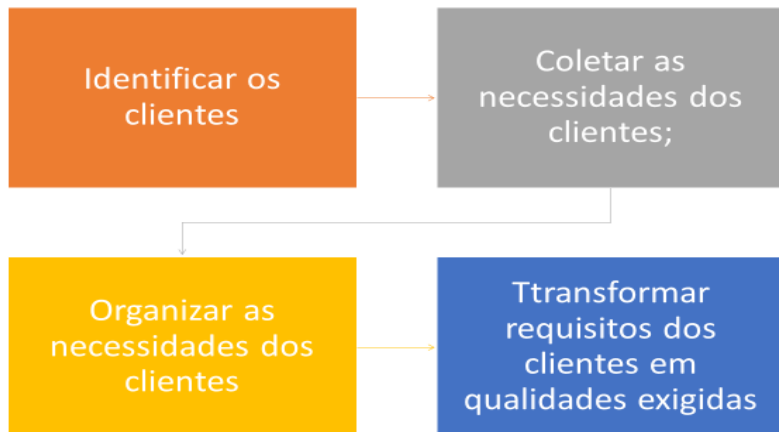 Identificar os
clientes
Coletar as
necessidades dos
clientes;
Organizar as
necessidades dos
clientes
Ttransformar
requisitos dos
clientes em
qualidades exigidas